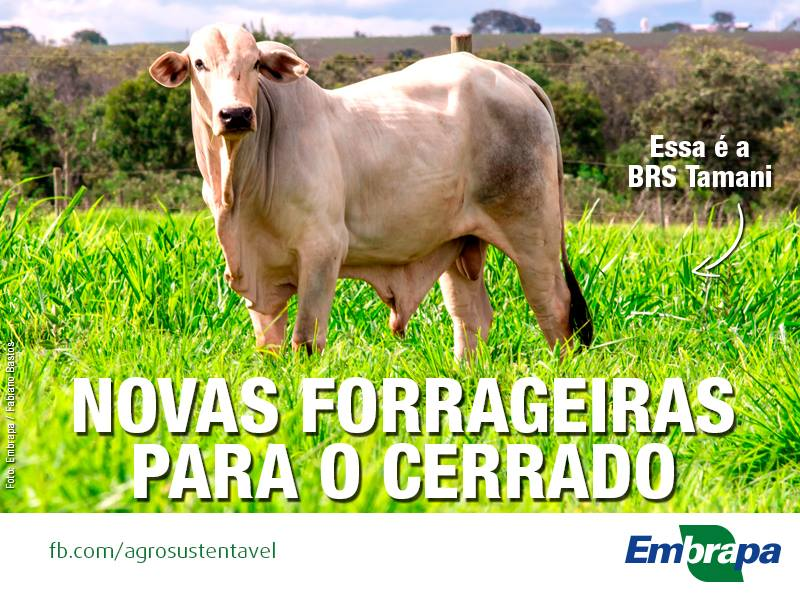 Essa é a
BRS Tamani
Foto: Embrapa / Fabiano Bastos
NOVAS FORRAGEIRAS
PARA O CERRADO
fb.com/agrosustentavel
Embrapa